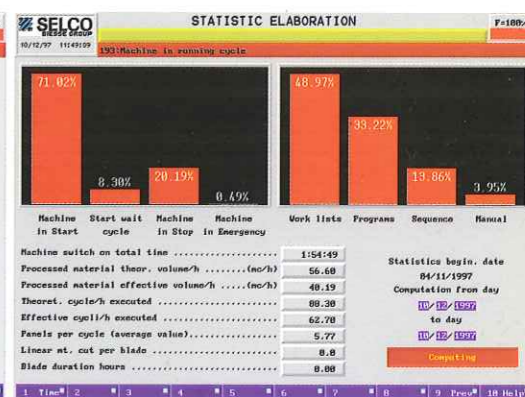 SELCO
BIESSE GROUP
STATISTIC ELABORATION
F=100%
10/12/97 11:49:09
193:Machine in running cycle
71.02%
8.30%
20.19%
0.49%
48.97%
33.22%
13.86%
3.95%
Machine in Start
Start wait cycle
Machine in Stop
Machine in Emergency
Work lists
Programs
Sequence
Manual
Machine switch on total time .................... 1:54:49
Processed material theor. volume/h .......(mc/h) 56.60
Processed material effective volume/h ....(mc/h) 40.19
Theoret. cycle/h executed ....................... 88.30
Effective cycli/h executed ...................... 62.70
Panels per cycle (average value)................. 5.77
Linear mt. cut per blade ........................ 0.0
Blade duration hours ............................ 0.00
Statistics begin. date
04/11/1997
Computation from day
10/12/1997
to day
10/12/1997
Computing
1 Time 2 3 4 5 6 7 8 9 Prev 10 Help